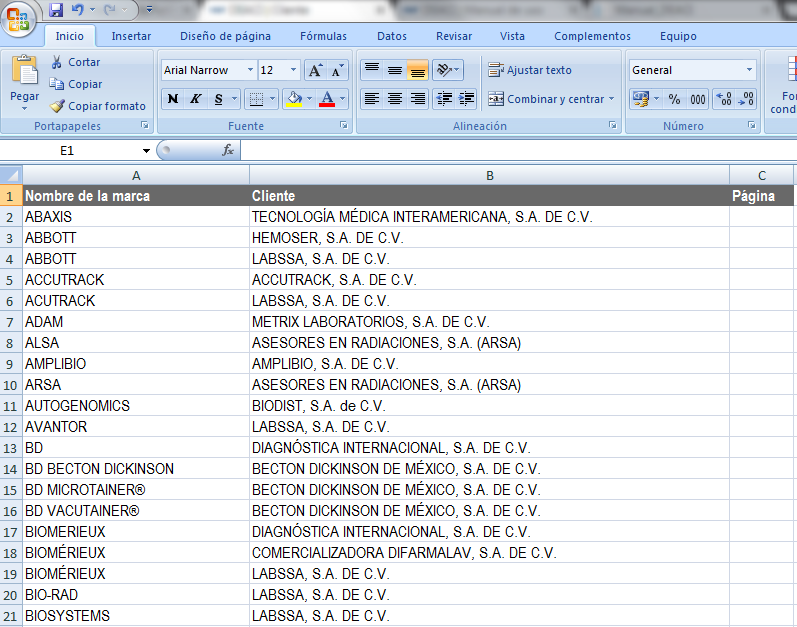 Inicio Insertar Diseño de página Fórmulas Datos Revisar Vista Complementos Equipo
Pegar
Cortar
Copiar
Copiar formato
Portapapeles
Arial Narrow 12 A A
N K S A
Fuente
Ajustar texto
Combinar y centrar
Alineación
General
% 000
Número
E1 fx
A B C
1 Nombre de la marca Cliente Página
2 ABAXIS TECNOLOGÍA MÉDICA INTERAMERICANA, S.A. DE C.V.
3 ABBOTT HEMOSER, S.A. DE C.V.
4 ABBOTT LABSSA, S.A. DE C.V.
5 ACCUTRACK ACCUTRACK, S.A. DE C.V.
6 ACUTRACK LABSSA, S.A. DE C.V.
7 ADAM METRIX LABORATORIOS, S.A. DE C.V.
8 ALSA ASESORES EN RADIACIONES, S.A. (ARSA)
9 AMPLIBIO AMPLIBIO, S.A. DE C.V.
10 ARSA ASESORES EN RADIACIONES, S.A. (ARSA)
11 AUTOGENOMICS BIODIST, S.A. de C.V.
12 AVANTOR LABSSA, S.A. DE C.V.
13 BD DIAGNÓSTICA INTERNACIONAL, S.A. DE C.V.
14 BD BECTON DICKINSON BECTON DICKINSON DE MÉXICO, S.A. DE C.V.
15 BD MICROTAINER® BECTON DICKINSON DE MÉXICO, S.A. DE C.V.
16 BD VACUTAINER® BECTON DICKINSON DE MÉXICO, S.A. DE C.V.
17 BIOMERIEUX DIAGNÓSTICA INTERNACIONAL, S.A. DE C.V.
18 BIOMÉRIEUX COMERCIALIZADORA DIFARMALAV, S.A. DE C.V.
19 BIOMÉRIEUX LABSSA, S.A. DE C.V.
20 BIO-RAD LABSSA, S.A. DE C.V.
21 BIOSYSTEMS LABSSA, S.A. DE C.V.